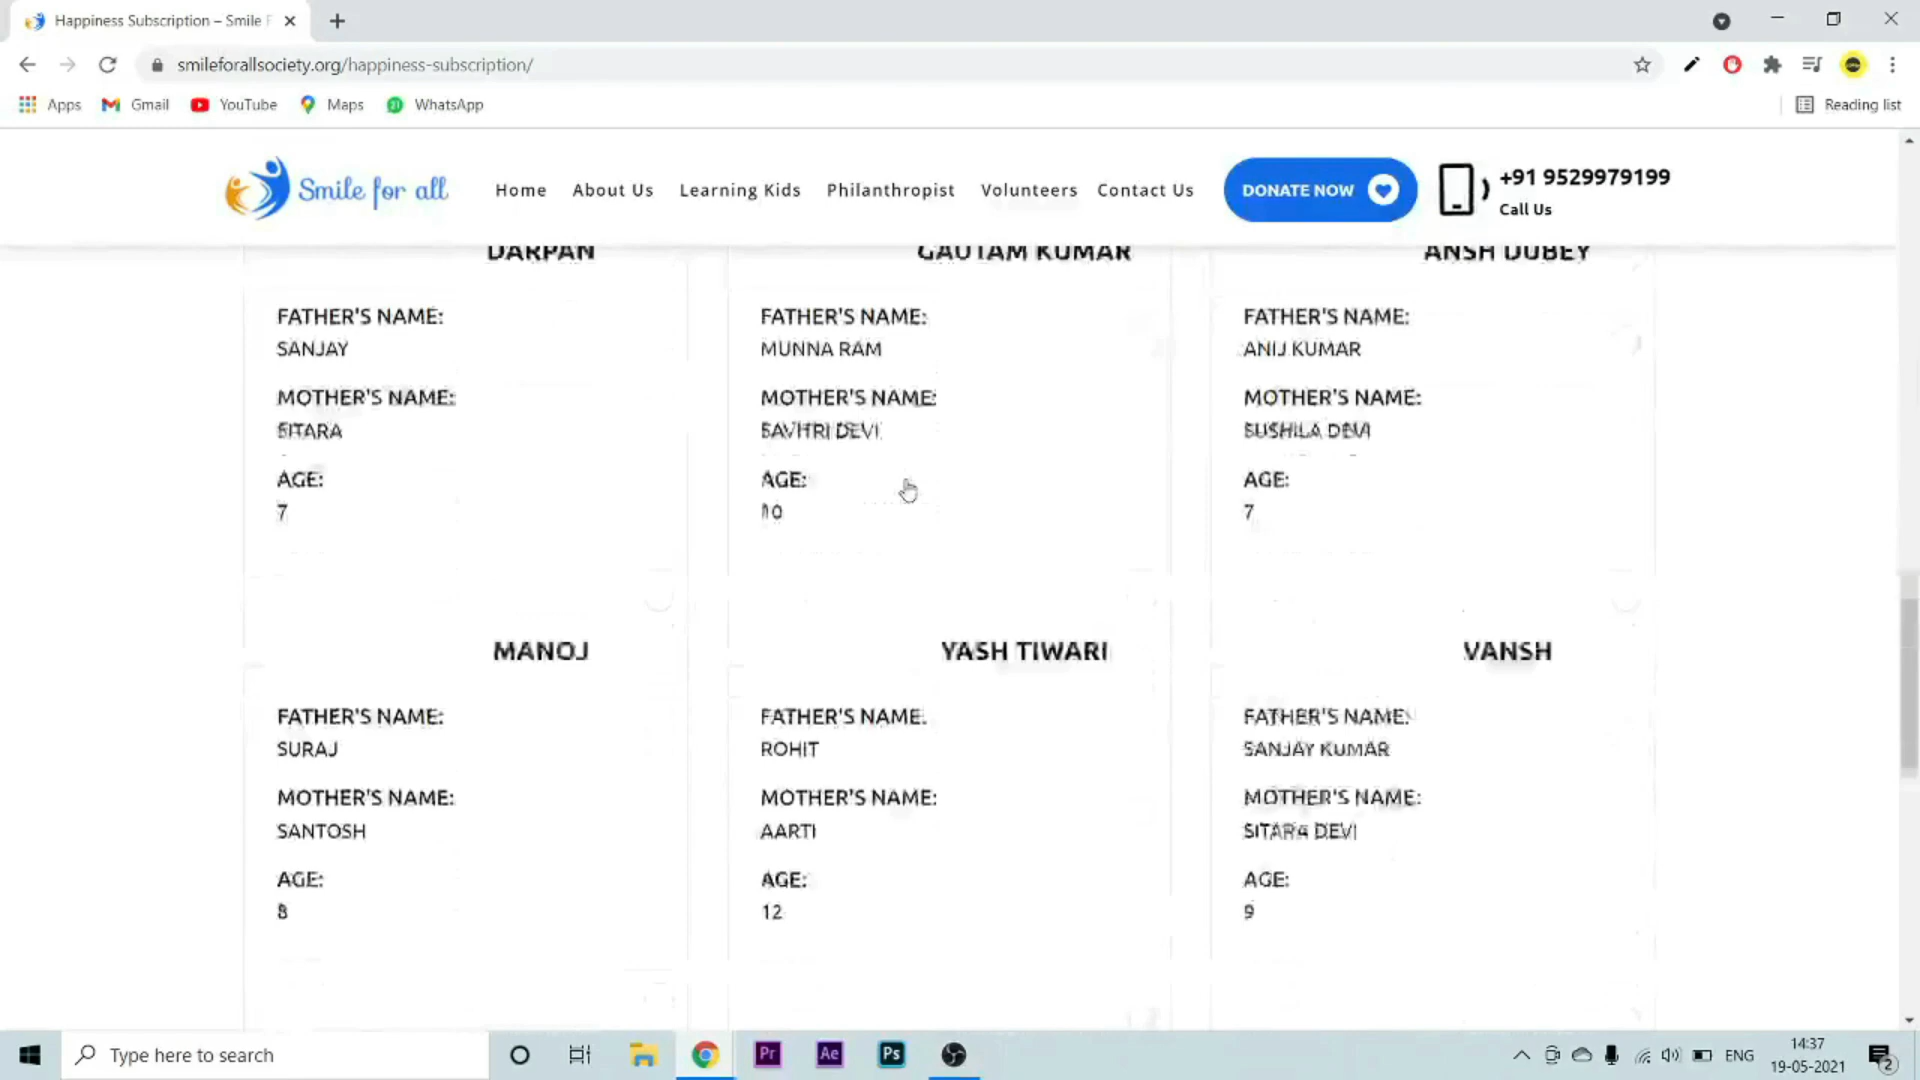 Happiness Subscription – Smile F
smileforallsociety.org/happiness-subscription/
Apps Gmail YouTube Maps WhatsApp Reading list
Smile for all Home About Us Learning Kids Philanthropist Volunteers Contact Us DONATE NOW +91 9529979199
Call Us
DARPAN GAUTAM KUMAR ANSH DUBEY
FATHER'S NAME: FATHER'S NAME: FATHER'S NAME:
SANJAY MUNNA RAM ANIJ KUMAR
MOTHER'S NAME: MOTHER'S NAME: MOTHER'S NAME:
SITARA SAVITRI DEVI SUSHILA DEVI
AGE: AGE: AGE:
7 10 7
MANOJ YASH TIWARI VANSH
FATHER'S NAME: FATHER'S NAME: FATHER'S NAME:
SURAJ ROHIT SANJAY KUMAR
MOTHER'S NAME: MOTHER'S NAME: MOTHER'S NAME:
SANTOSH AARTI SITARA DEVI
AGE: AGE: AGE:
8 12 9
Type here to search Pr Ae Ps ENG 14:37
19-05-2021 2